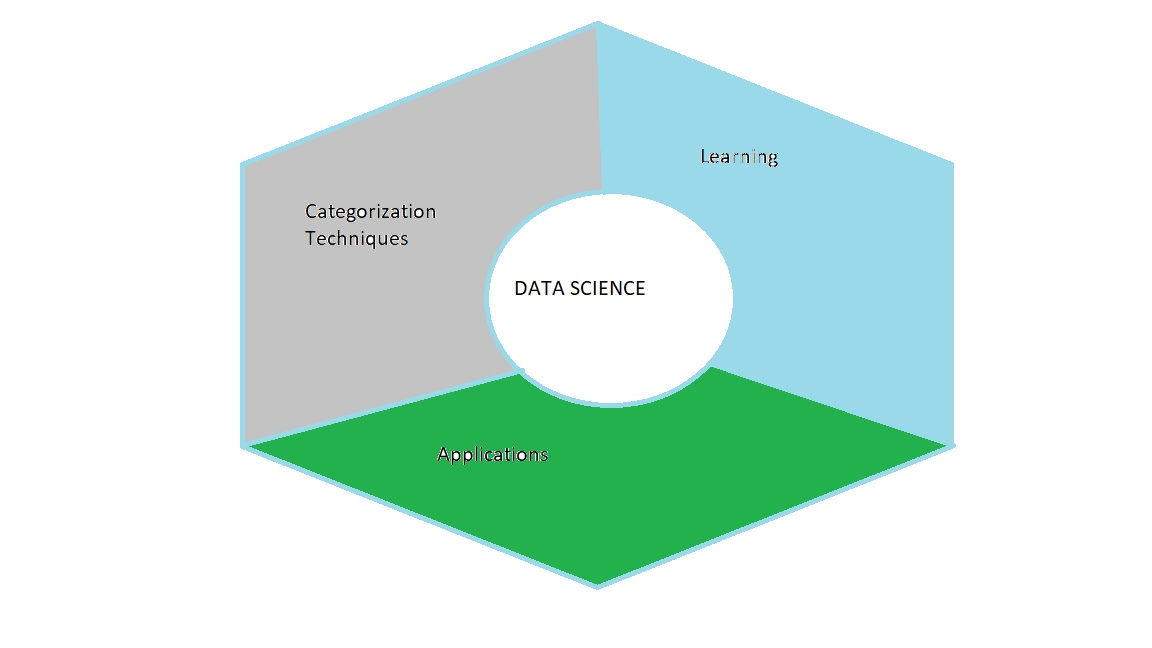 Learning
Categorization
Techniques
DATA SCIENCE
Applications